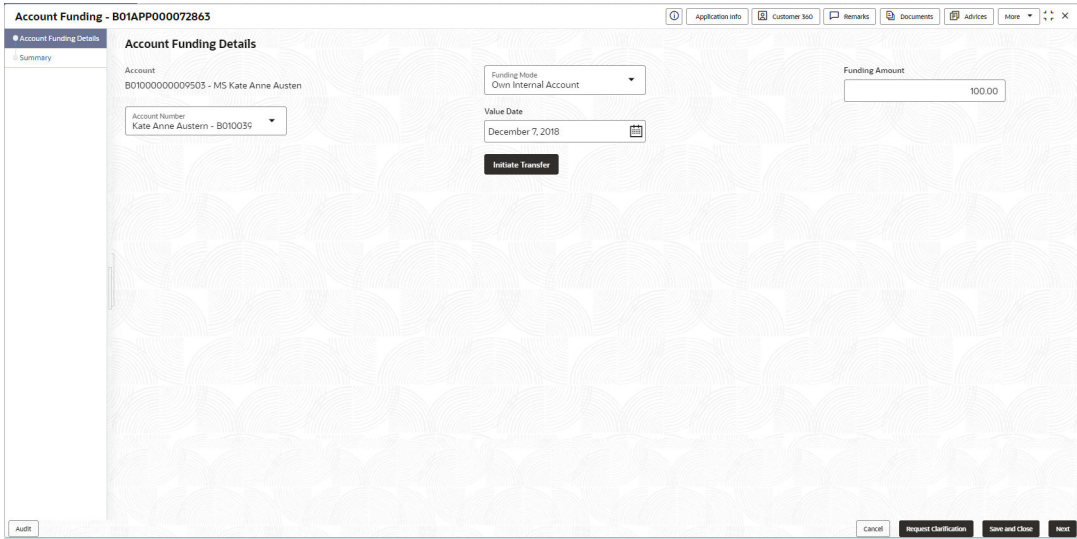 Account Funding - B01APP000072863
Application Info
Customer 360
Remarks
Documents
Advices
More
Account Funding Details
Summary
Account Funding Details
Account
B01000000009503 - MS Kate Anne Austen
Funding Mode
Own Internal Account
Funding Amount
100.00
Account Number
Kate Anne Austern - B010039
Value Date
December 7, 2018
Initiate Transfer
Audit
Cancel
Request Clarification
Save and Close
Next